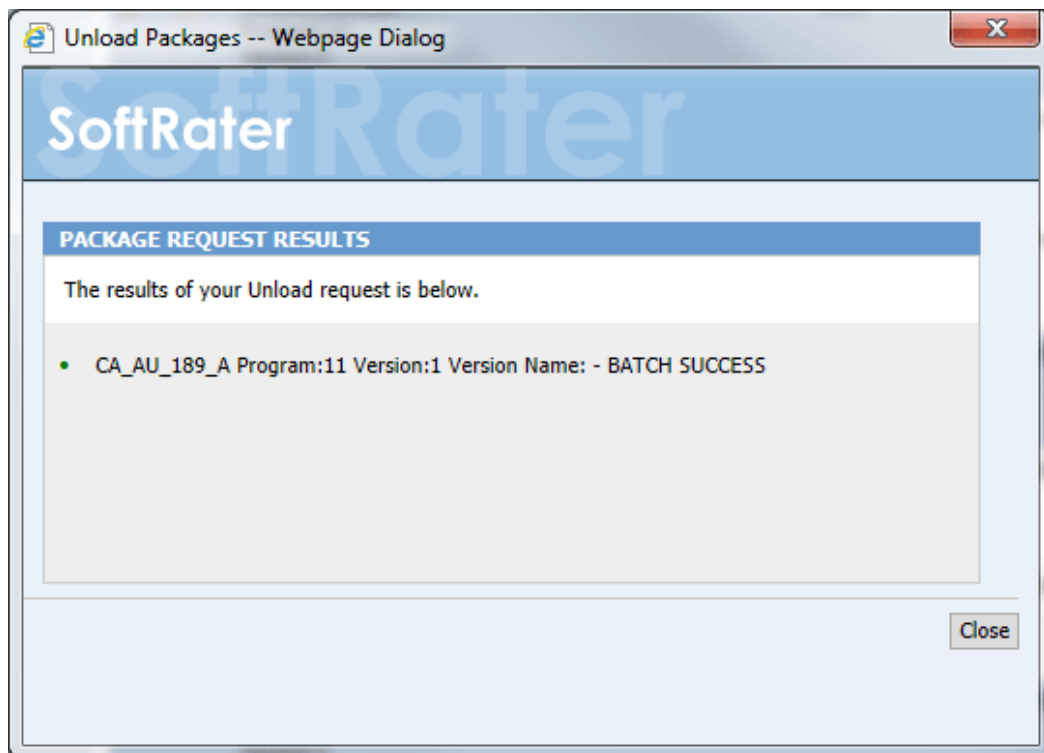 Unload Packages -- Webpage Dialog
SoftRater
SoftRater
PACKAGE REQUEST RESULTS
The results of your Unload request is below.
• CA_AU_189_A Program:11 Version:1 Version Name: - BATCH SUCCESS
Close